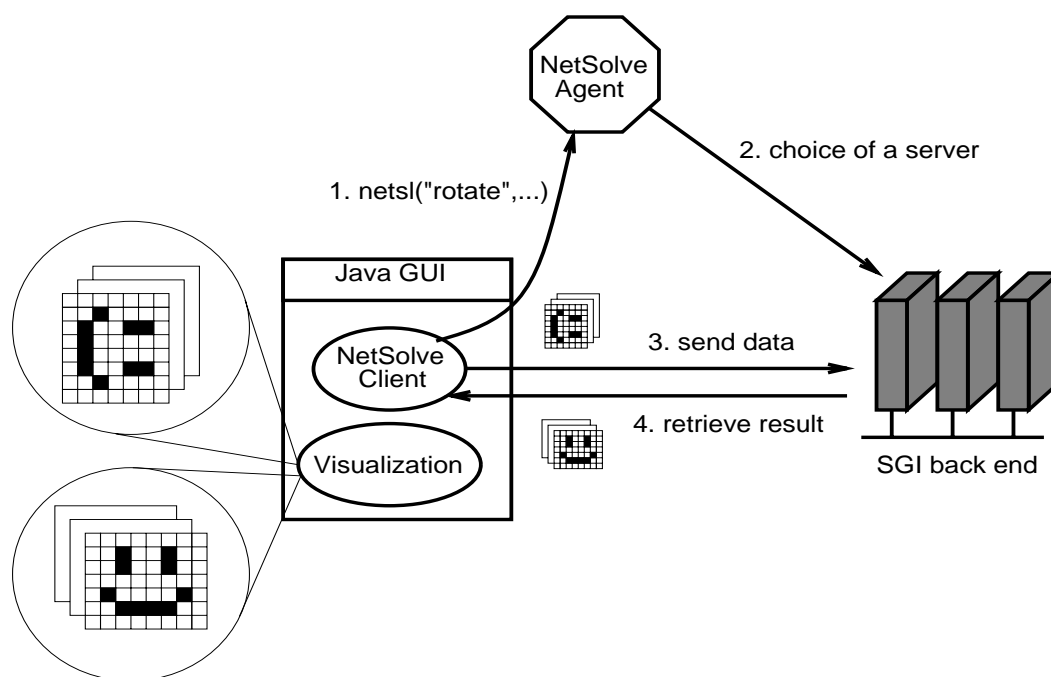 NetSolve
Agent
2. choice of a server
1. netsl("rotate",...)
Java GUI
NetSolve
Client
3. send data
4. retrieve result
Visualization
SGI back end